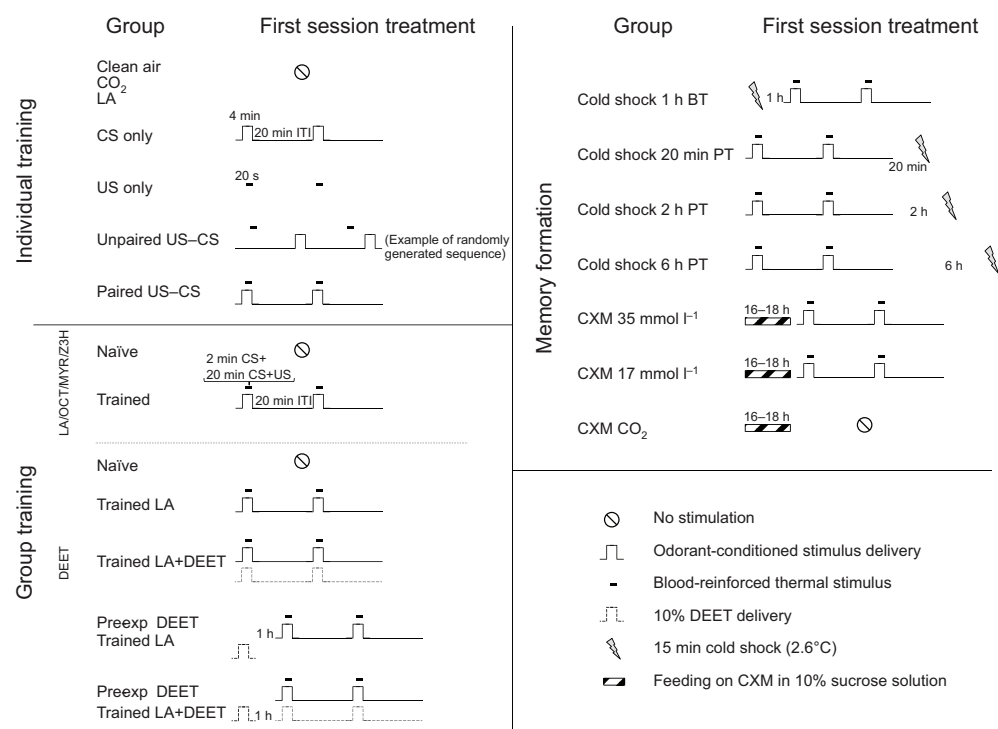 Group First session treatment
Individual training
Clean air
CO2
LA
4 min
CS only
20 min ITI
20 s
US only
Unpaired US–CS
(Example of randomly
generated sequence)
Paired US–CS
Group training
LA/OCT/MYR/Z3H
Naïve
2 min CS+
20 min CS+US
Trained
20 min ITI
DEET
Naïve
Trained LA
Trained LA+DEET
Preexp DEET
Trained LA
1 h
Preexp DEET
Trained LA+DEET
1 h
Group First session treatment
Memory formation
Cold shock 1 h BT
1 h
Cold shock 20 min PT
20 min
Cold shock 2 h PT
2 h
Cold shock 6 h PT
6 h
16–18 h
CXM 35 mmol l–1
16–18 h
CXM 17 mmol l–1
16–18 h
CXM CO2
No stimulation
Odorant-conditioned stimulus delivery
Blood-reinforced thermal stimulus
10% DEET delivery
15 min cold shock (2.6°C)
Feeding on CXM in 10% sucrose solution